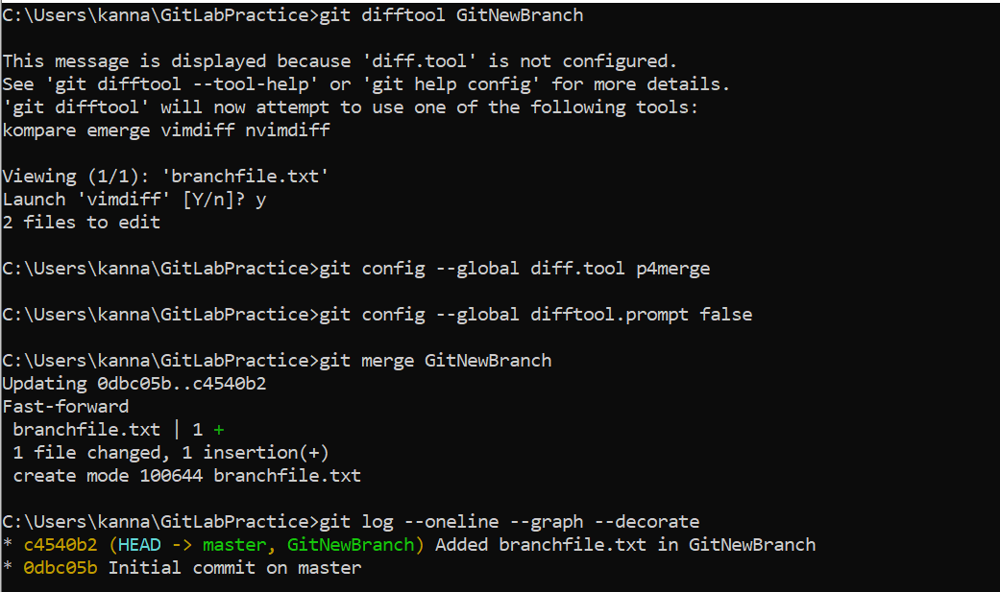 C:\Users\kanna\GitLabPractice>git difftool GitNewBranch
This message is displayed because 'diff.tool' is not configured.
See 'git difftool --tool-help' or 'git help config' for more details.
'git difftool' will now attempt to use one of the following tools:
kompare emerge vimdiff nvimdiff
Viewing (1/1): 'branchfile.txt'
Launch 'vimdiff' [Y/n]? y
2 files to edit
C:\Users\kanna\GitLabPractice>git config --global diff.tool p4merge
C:\Users\kanna\GitLabPractice>git config --global difftool.prompt false
C:\Users\kanna\GitLabPractice>git merge GitNewBranch
Updating 0dbc05b..c4540b2
Fast-forward
 branchfile.txt | 1 +
 1 file changed, 1 insertion(+)
 create mode 100644 branchfile.txt
C:\Users\kanna\GitLabPractice>git log --oneline --graph --decorate
* c4540b2 (HEAD -> master, GitNewBranch) Added branchfile.txt in GitNewBranch
* 0dbc05b Initial commit on master